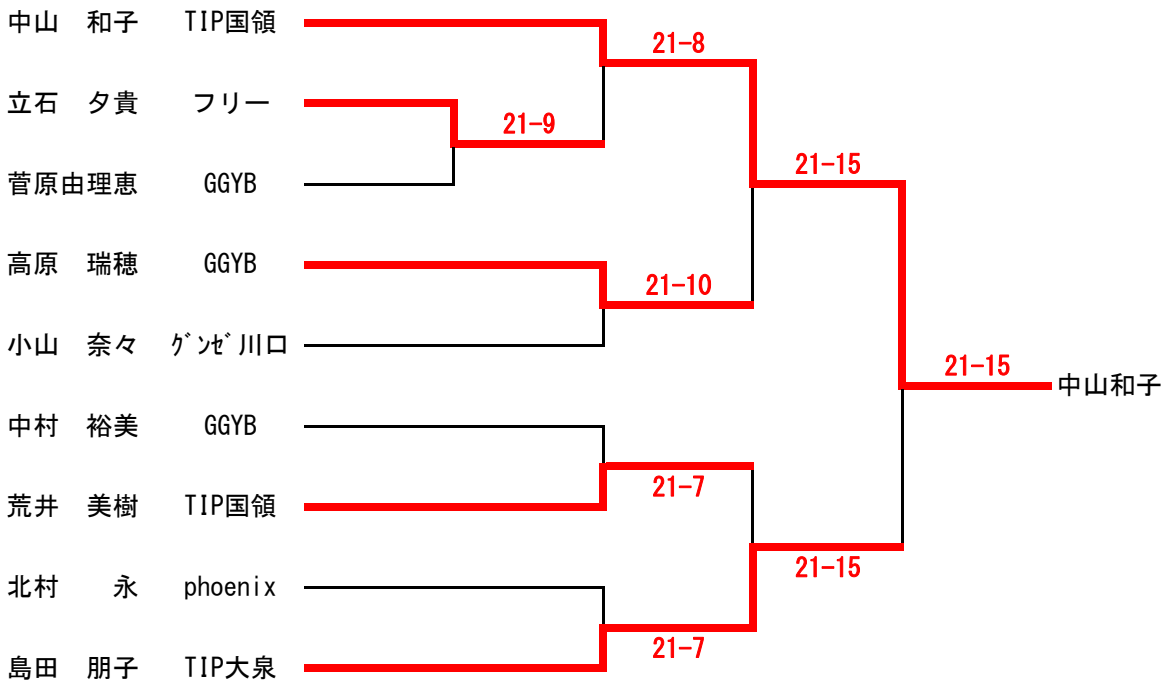 中山　和子　TIP国領
21-8
立石　夕貴　フリー
21-9
21-15
菅原由理恵　GGYB
高原　瑞穂　GGYB
21-10
小山　奈々　ｸﾞﾝｾﾞ川口
21-15
中山和子
中村　裕美　GGYB
21-7
荒井　美樹　TIP国領
21-15
北村　　永　phoenix
21-7
島田　朋子　TIP大泉